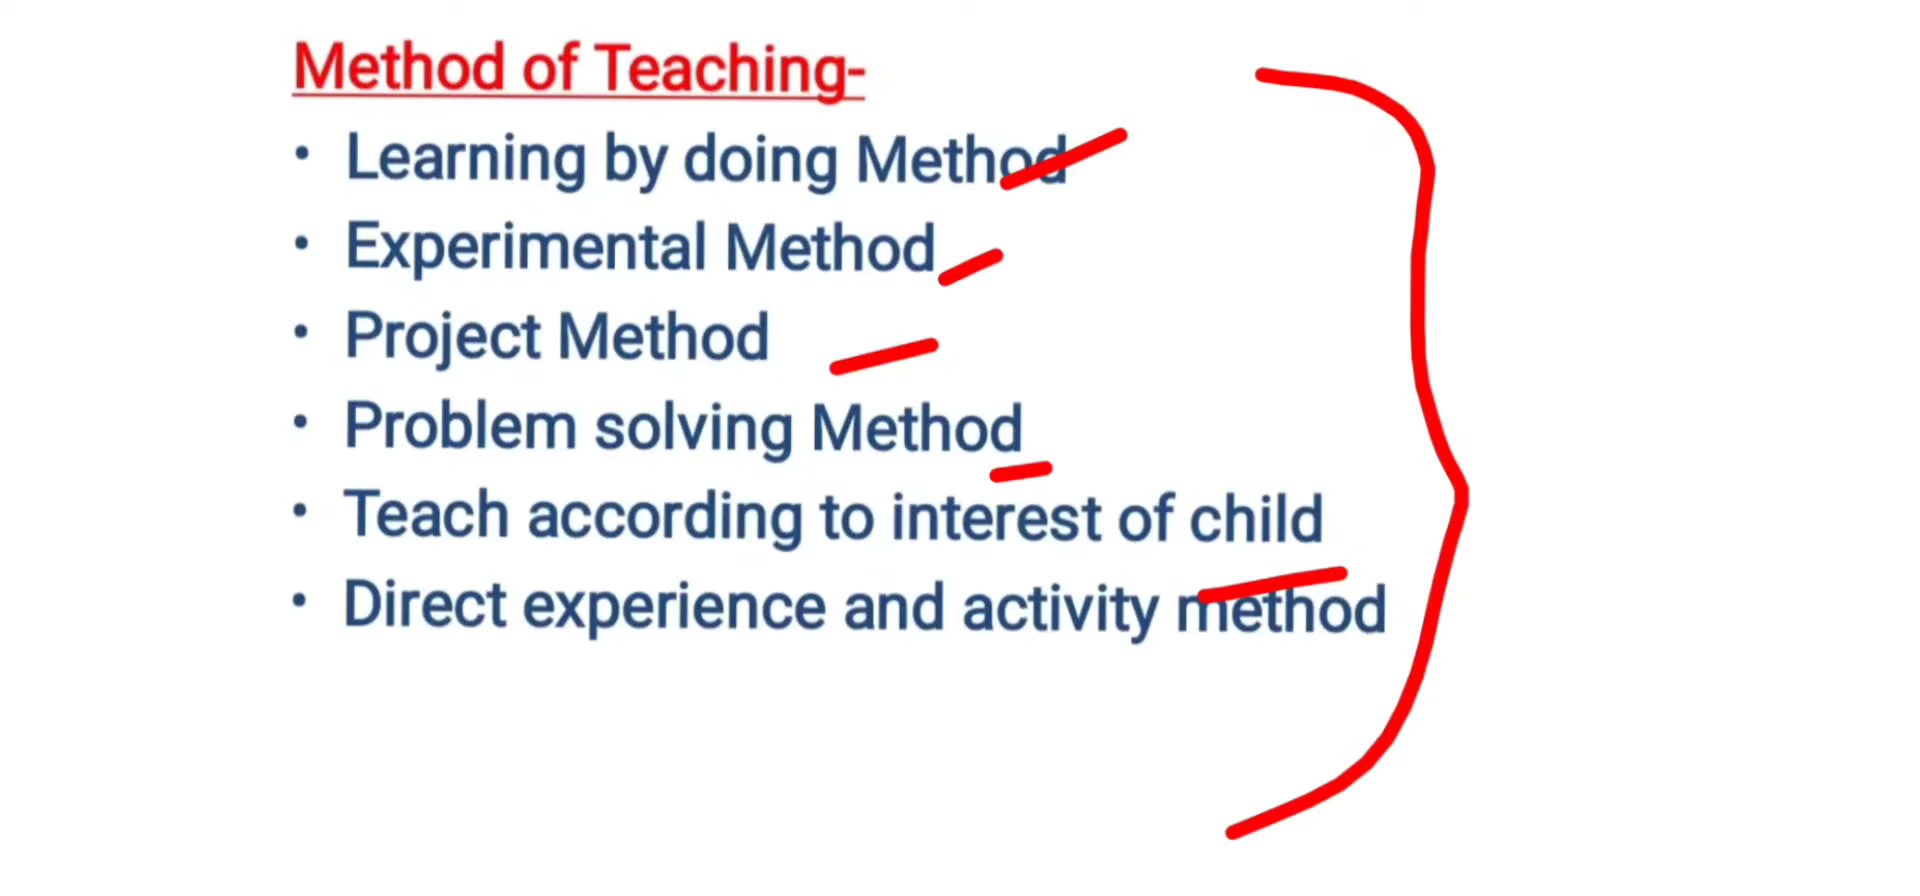 Method of Teaching-
• Learning by doing Method
• Experimental Method
• Project Method
• Problem solving Method
• Teach according to interest of child
• Direct experience and activity method